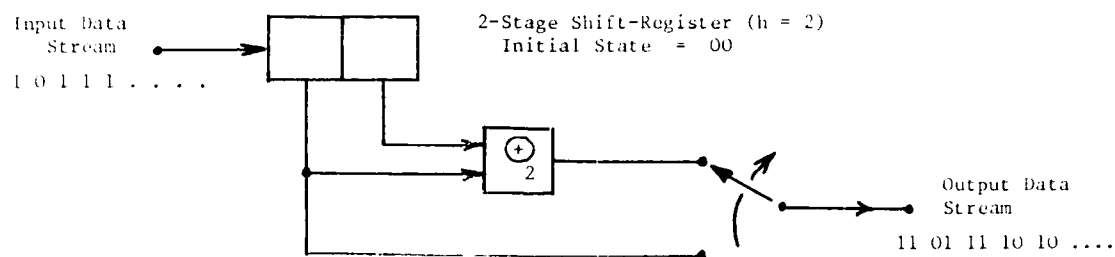 Input Data
Stream
1 0 1 1 1 . . . .
2-Stage Shift-Register (h = 2)
Initial State = 00
+
2
Output Data
Stream
11 01 11 10 10 ....